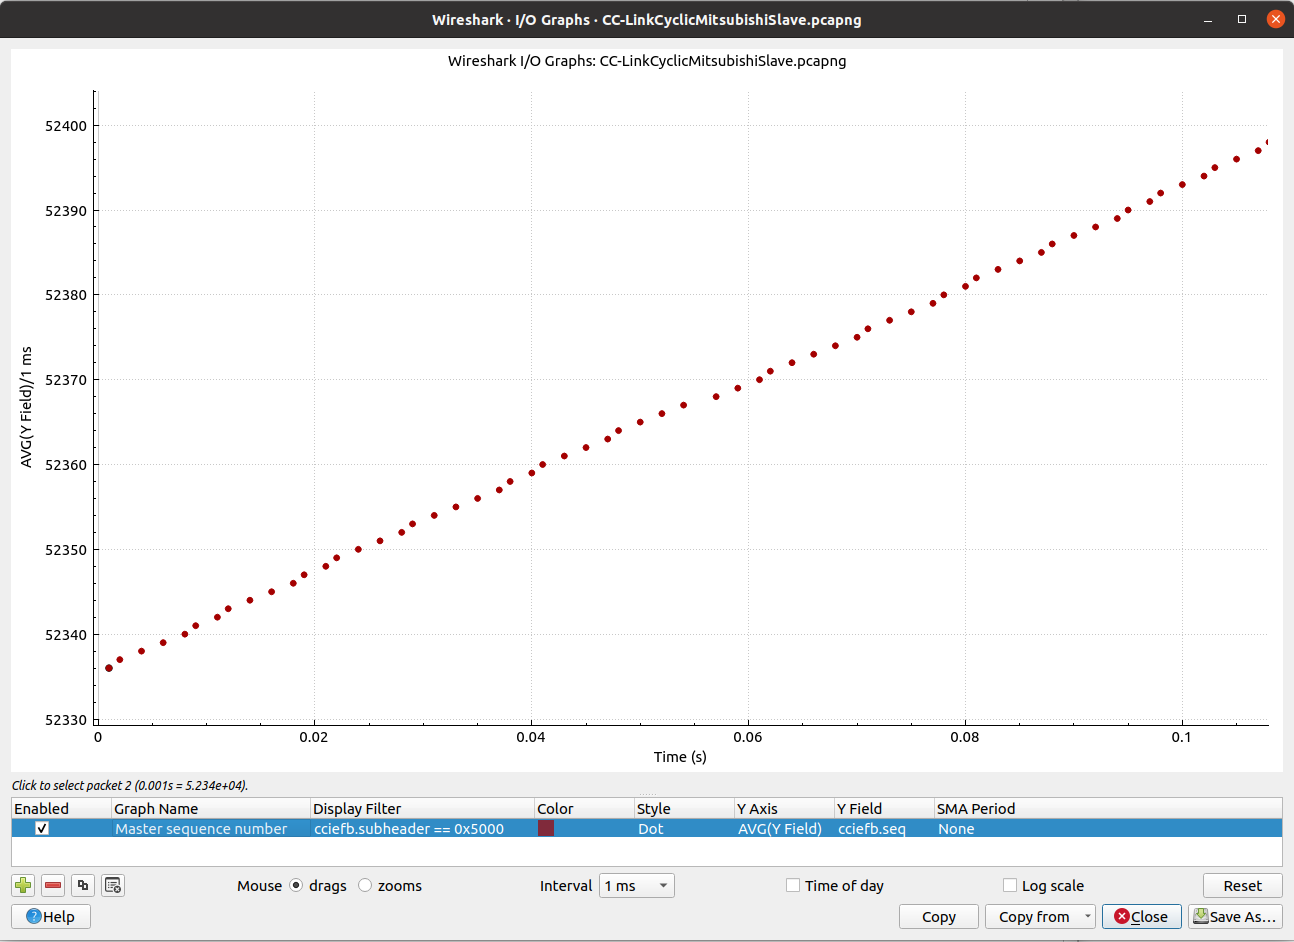 Wireshark · I/O Graphs · CC-LinkCyclicMitsubishiSlave.pcapng
Wireshark I/O Graphs: CC-LinkCyclicMitsubishiSlave.pcapng
52400
52390
52380
52370
52360
52350
52340
52330
AVG(Y Field)/1 ms
0 0.02 0.04 0.06 0.08 0.1
Time (s)
Click to select packet 2 (0.001s = 5.234e+04).
Enabled Graph Name Display Filter Color Style Y Axis Y Field SMA Period
Master sequence number cciefb.subheader == 0x5000 Dot AVG(Y Field) cciefb.seq None
Mouse drags zooms Interval 1 ms Time of day Log scale Reset
Help Copy Copy from Close Save As...